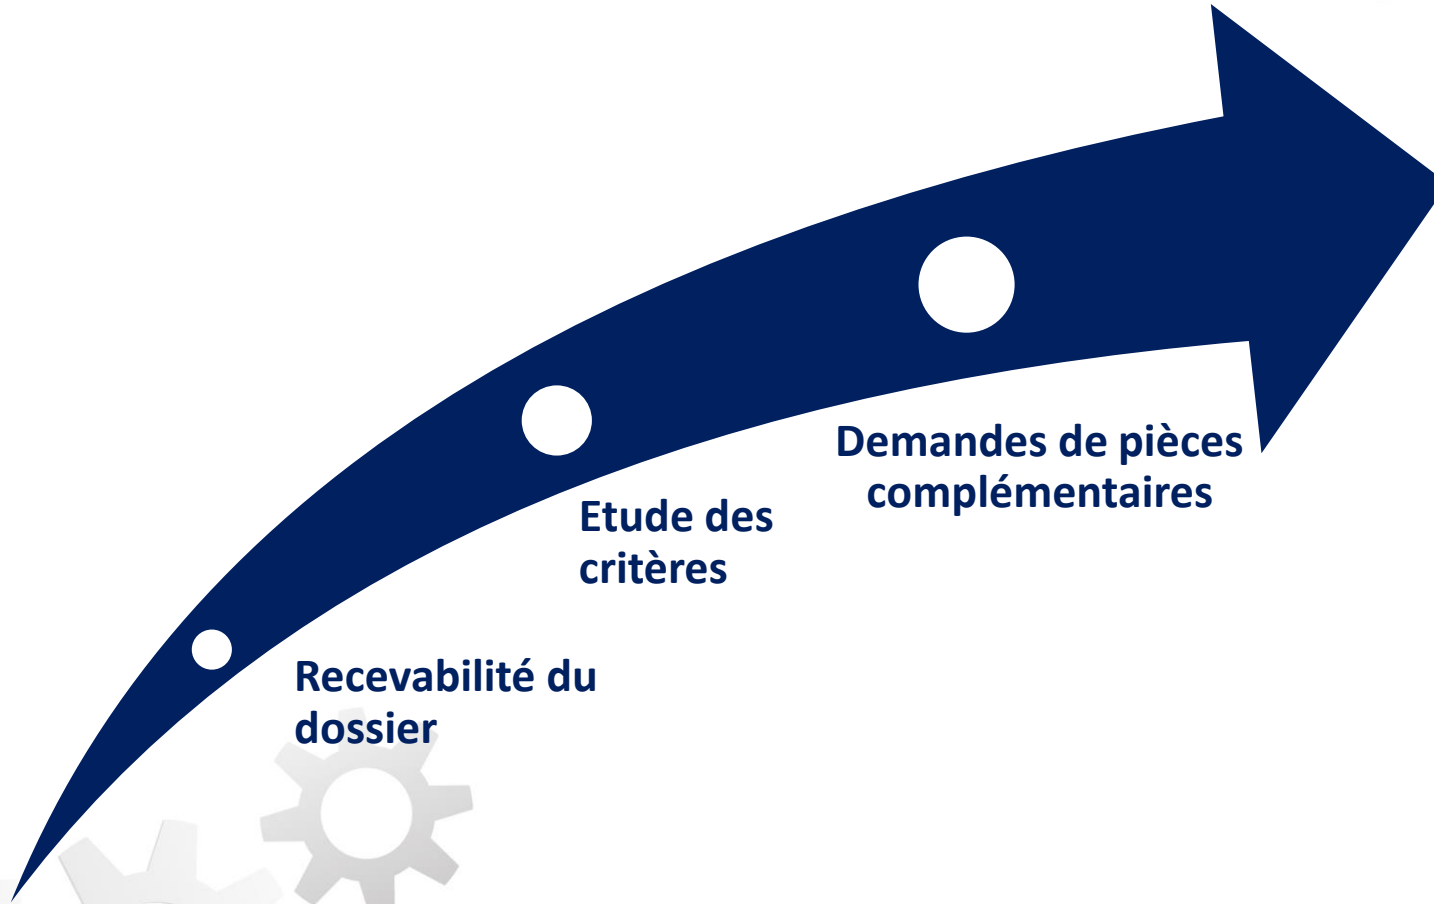 Recevabilité du
dossier
Etude des
critères
Demandes de pièces
complémentaires